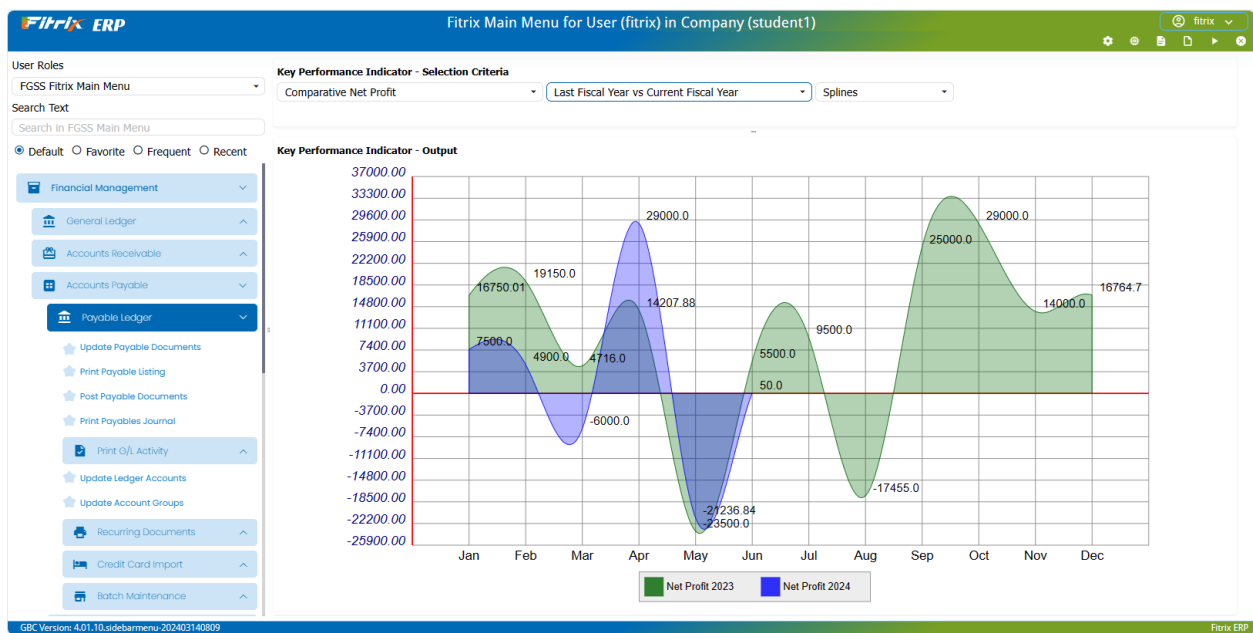 Fitrix ERP
Fitrix Main Menu for User (fitrix) in Company (student1)
fitrix
User Roles
FGSS Fitrix Main Menu
Search Text
Search in FGSS Main Menu
Default Favorite Frequent Recent
Financial Management
General Ledger
Accounts Receivable
Accounts Payable
Payable Ledger
Update Payable Documents
Print Payable Listing
Post Payable Documents
Print Payables Journal
Print G/L Activity
Update Ledger Accounts
Update Account Groups
Recurring Documents
Credit Card Import
Batch Maintenance
Key Performance Indicator - Selection Criteria
Comparative Net Profit Last Fiscal Year vs Current Fiscal Year Splines
Key Performance Indicator - Output
37000.00
33300.00
29600.00
25900.00
22200.00
18500.00
14800.00
11100.00
7400.00
3700.00
0.00
-3700.00
-7400.00
-11100.00
-14800.00
-18500.00
-22200.00
-25900.00
16750.01
19150.0
7500.0
4900.0
4716.0
-6000.0
29000.0
14207.88
-21236.84
-23500.0
5500.0
50.0
9500.0
-17455.0
25000.0
29000.0
14000.0
16764.7
Jan Feb Mar Apr May Jun Jul Aug Sep Oct Nov Dec
Net Profit 2023 Net Profit 2024
GBC Version: 4.01.10.sidebarmenu-202403140809
Fitrix ERP